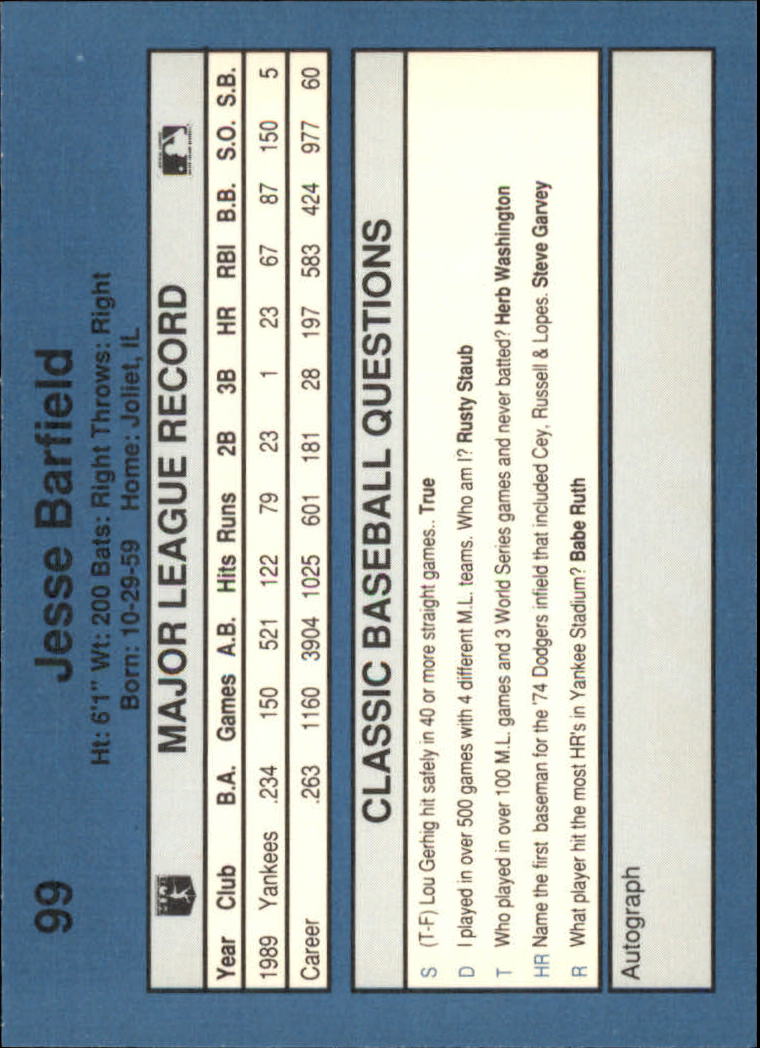 99 Jesse Barfield
Ht: 6'1" Wt: 200 Bats: Right Throws: Right
Born: 10-29-59 Home: Joliet, IL
MAJOR LEAGUE RECORD
Year Club B.A. Games A.B. Hits Runs 2B 3B HR RBI B.B. S.O. S.B.
1989 Yankees .234 150 521 122 79 23 1 23 67 87 150 5
Career .263 1160 3904 1025 601 181 28 197 583 424 977 60
CLASSIC BASEBALL QUESTIONS
S (T-F) Lou Gerhig hit safely in 40 or more straight games.. True
D I played in over 500 games with 4 different M.L. teams. Who am I? Rusty Staub
T Who played in over 100 M.L. games and 3 World Series games and never batted? Herb Washington
HR Name the first baseman for the '74 Dodgers infield that included Cey, Russell & Lopes. Steve Garvey
R What player hit the most HR's in Yankee Stadium? Babe Ruth
Autograph